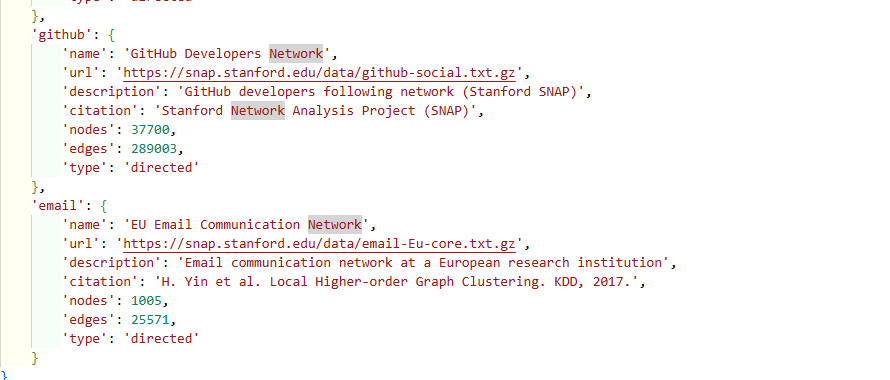 },
'github': {
'name': 'GitHub Developers Network',
'url': 'https://snap.stanford.edu/data/github-social.txt.gz',
'description': 'GitHub developers following network (Stanford SNAP)',
'citation': 'Stanford Network Analysis Project (SNAP)',
'nodes': 37700,
'edges': 289003,
'type': 'directed'
},
'email': {
'name': 'EU Email Communication Network',
'url': 'https://snap.stanford.edu/data/email-Eu-core.txt.gz',
'description': 'Email communication network at a European research institution',
'citation': 'H. Yin et al. Local Higher-order Graph Clustering. KDD, 2017.',
'nodes': 1005,
'edges': 25571,
'type': 'directed'
}
}